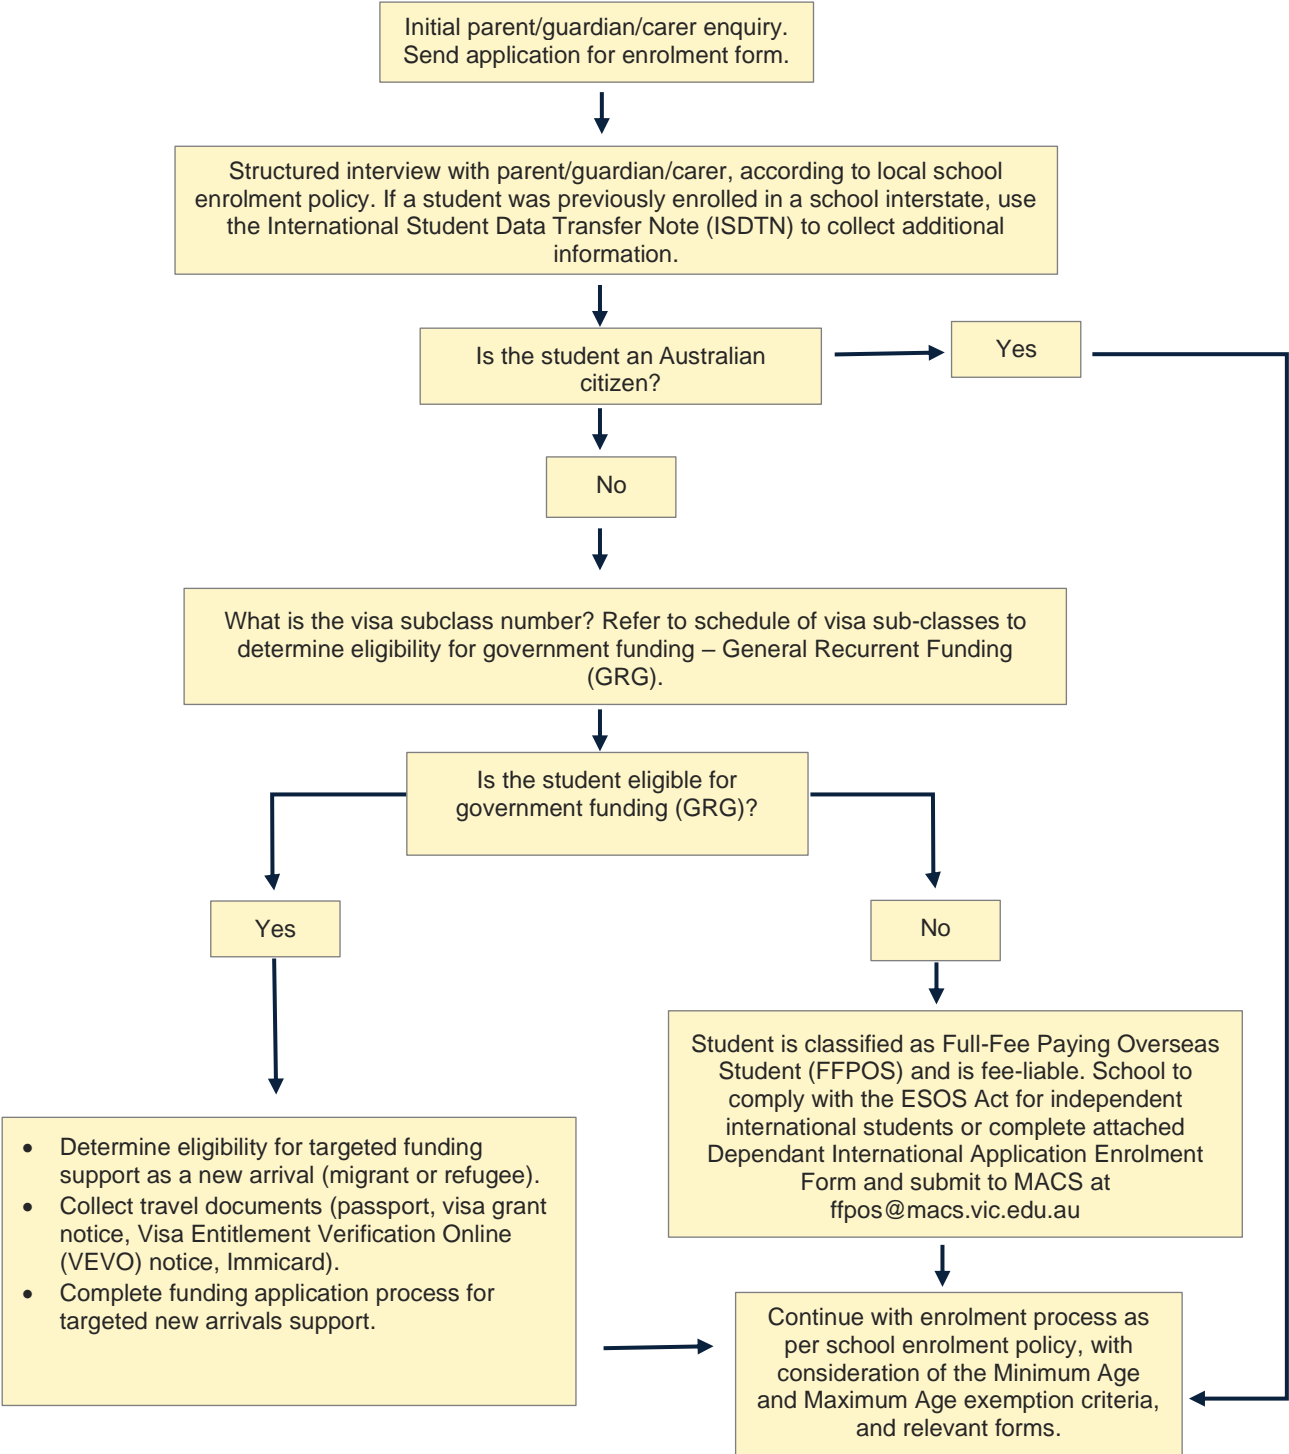 Initial parent/guardian/carer enquiry.
Send application for enrolment form.
Structured interview with parent/guardian/carer, according to local school
enrolment policy. If a student was previously enrolled in a school interstate, use
the International Student Data Transfer Note (ISDTN) to collect additional
information.
Is the student an Australian
citizen?
Yes
No
What is the visa subclass number? Refer to schedule of visa sub-classes to
determine eligibility for government funding – General Recurrent Funding
(GRG).
Is the student eligible for
government funding (GRG)?
Yes
No
Student is classified as Full-Fee Paying Overseas
Student (FFPOS) and is fee-liable. School to
comply with the ESOS Act for independent
international students or complete attached
Dependant International Application Enrolment
Form and submit to MACS at
ffpos@macs.vic.edu.au
• Determine eligibility for targeted funding
support as a new arrival (migrant or refugee).
• Collect travel documents (passport, visa grant
notice, Visa Entitlement Verification Online
(VEVO) notice, Immicard).
• Complete funding application process for
targeted new arrivals support.
Continue with enrolment process as
per school enrolment policy, with
consideration of the Minimum Age
and Maximum Age exemption criteria,
and relevant forms.